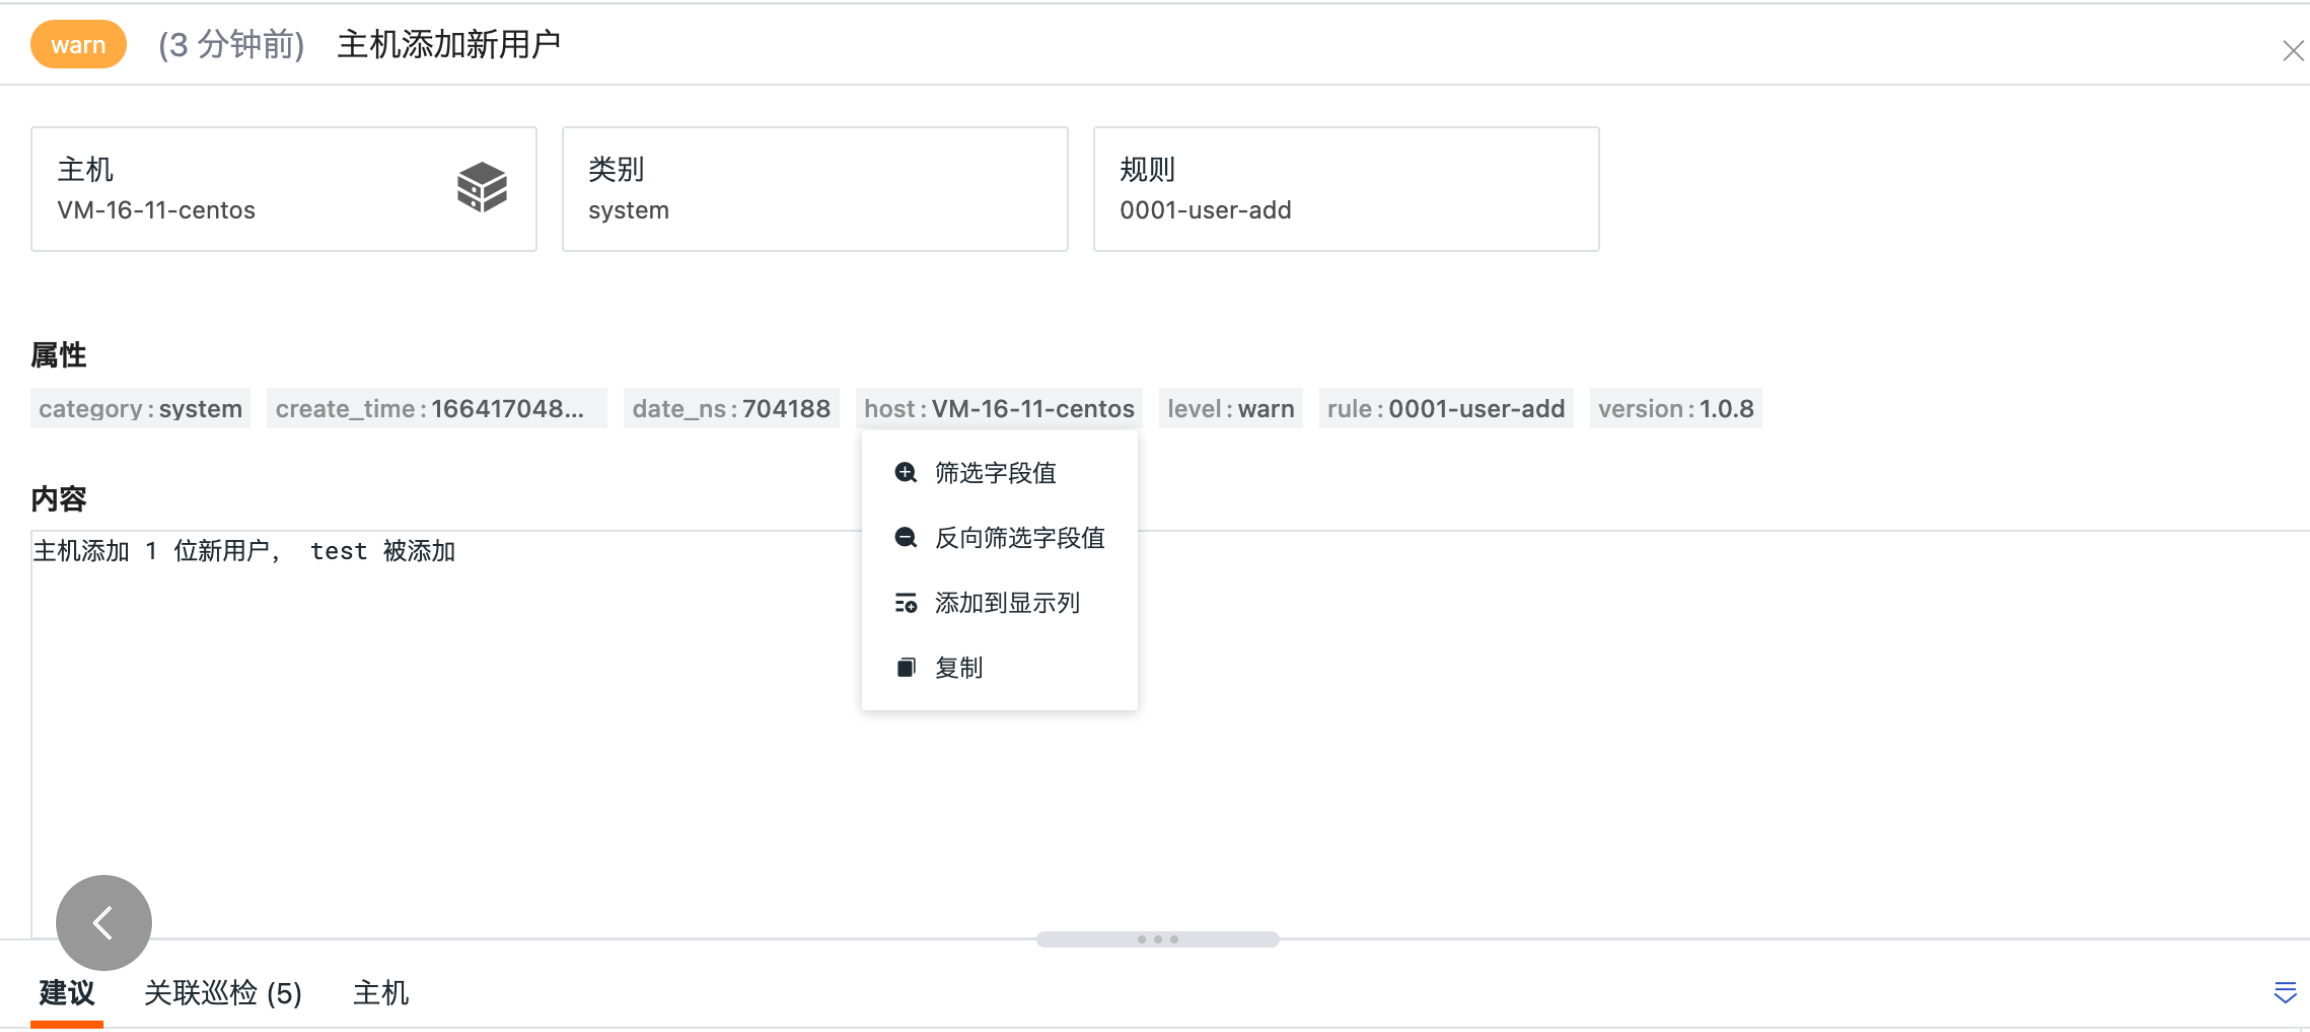 warn (3 分钟前) 主机添加新用户
主机
VM-16-11-centos
类别
system
规则
0001-user-add
属性
category : system create_time : 166417048... date_ns : 704188 host : VM-16-11-centos level : warn rule : 0001-user-add version : 1.0.8
筛选字段值
反向筛选字段值
添加到显示列
复制
内容
主机添加 1 位新用户, test 被添加
建议 关联巡检 (5) 主机